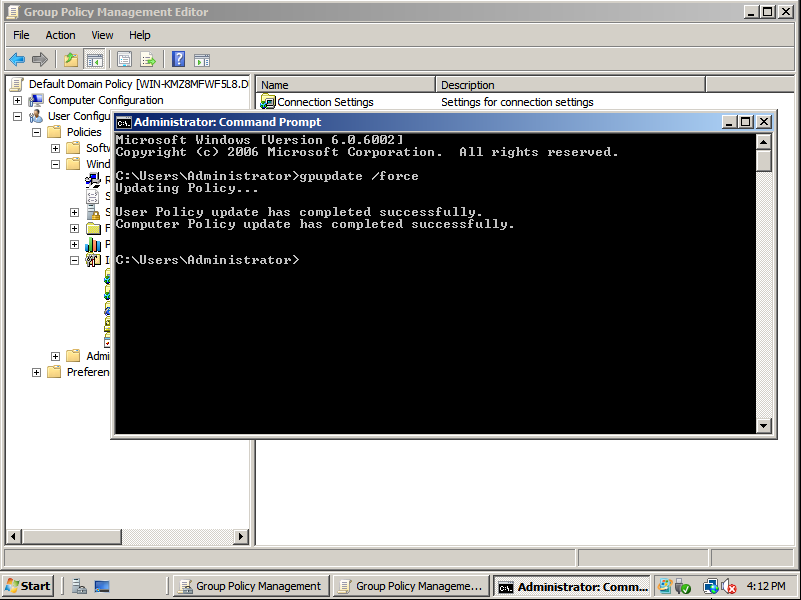 Group Policy Management Editor
File Action View Help
Default Domain Policy [WIN-KMZ8MFWF5L8.D
Name Description
Computer Configuration
Connection Settings Settings for connection settings
User Configu
Policies
Softw
Wind
Admi
Preferen
Administrator: Command Prompt
Microsoft Windows [Version 6.0.6002]
Copyright (c) 2006 Microsoft Corporation.  All rights reserved.
C:\Users\Administrator>gpupdate /force
Updating Policy...
User Policy update has completed successfully.
Computer Policy update has completed successfully.
C:\Users\Administrator>
Start Group Policy Management Group Policy Manageme... Administrator: Comm... 4:12 PM